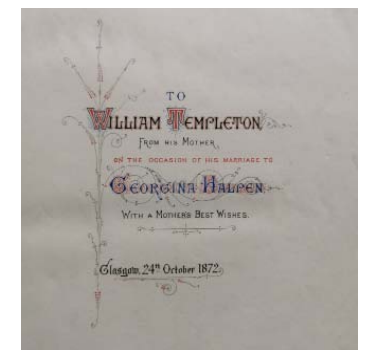 TO
WILLIAM TEMPLETON
FROM HIS MOTHER,
ON THE OCCASION OF HIS MARRIAGE TO
GEORGINA HALPEN
WITH A MOTHER'S BEST WISHES.
Glasgow, 24th October 1872.